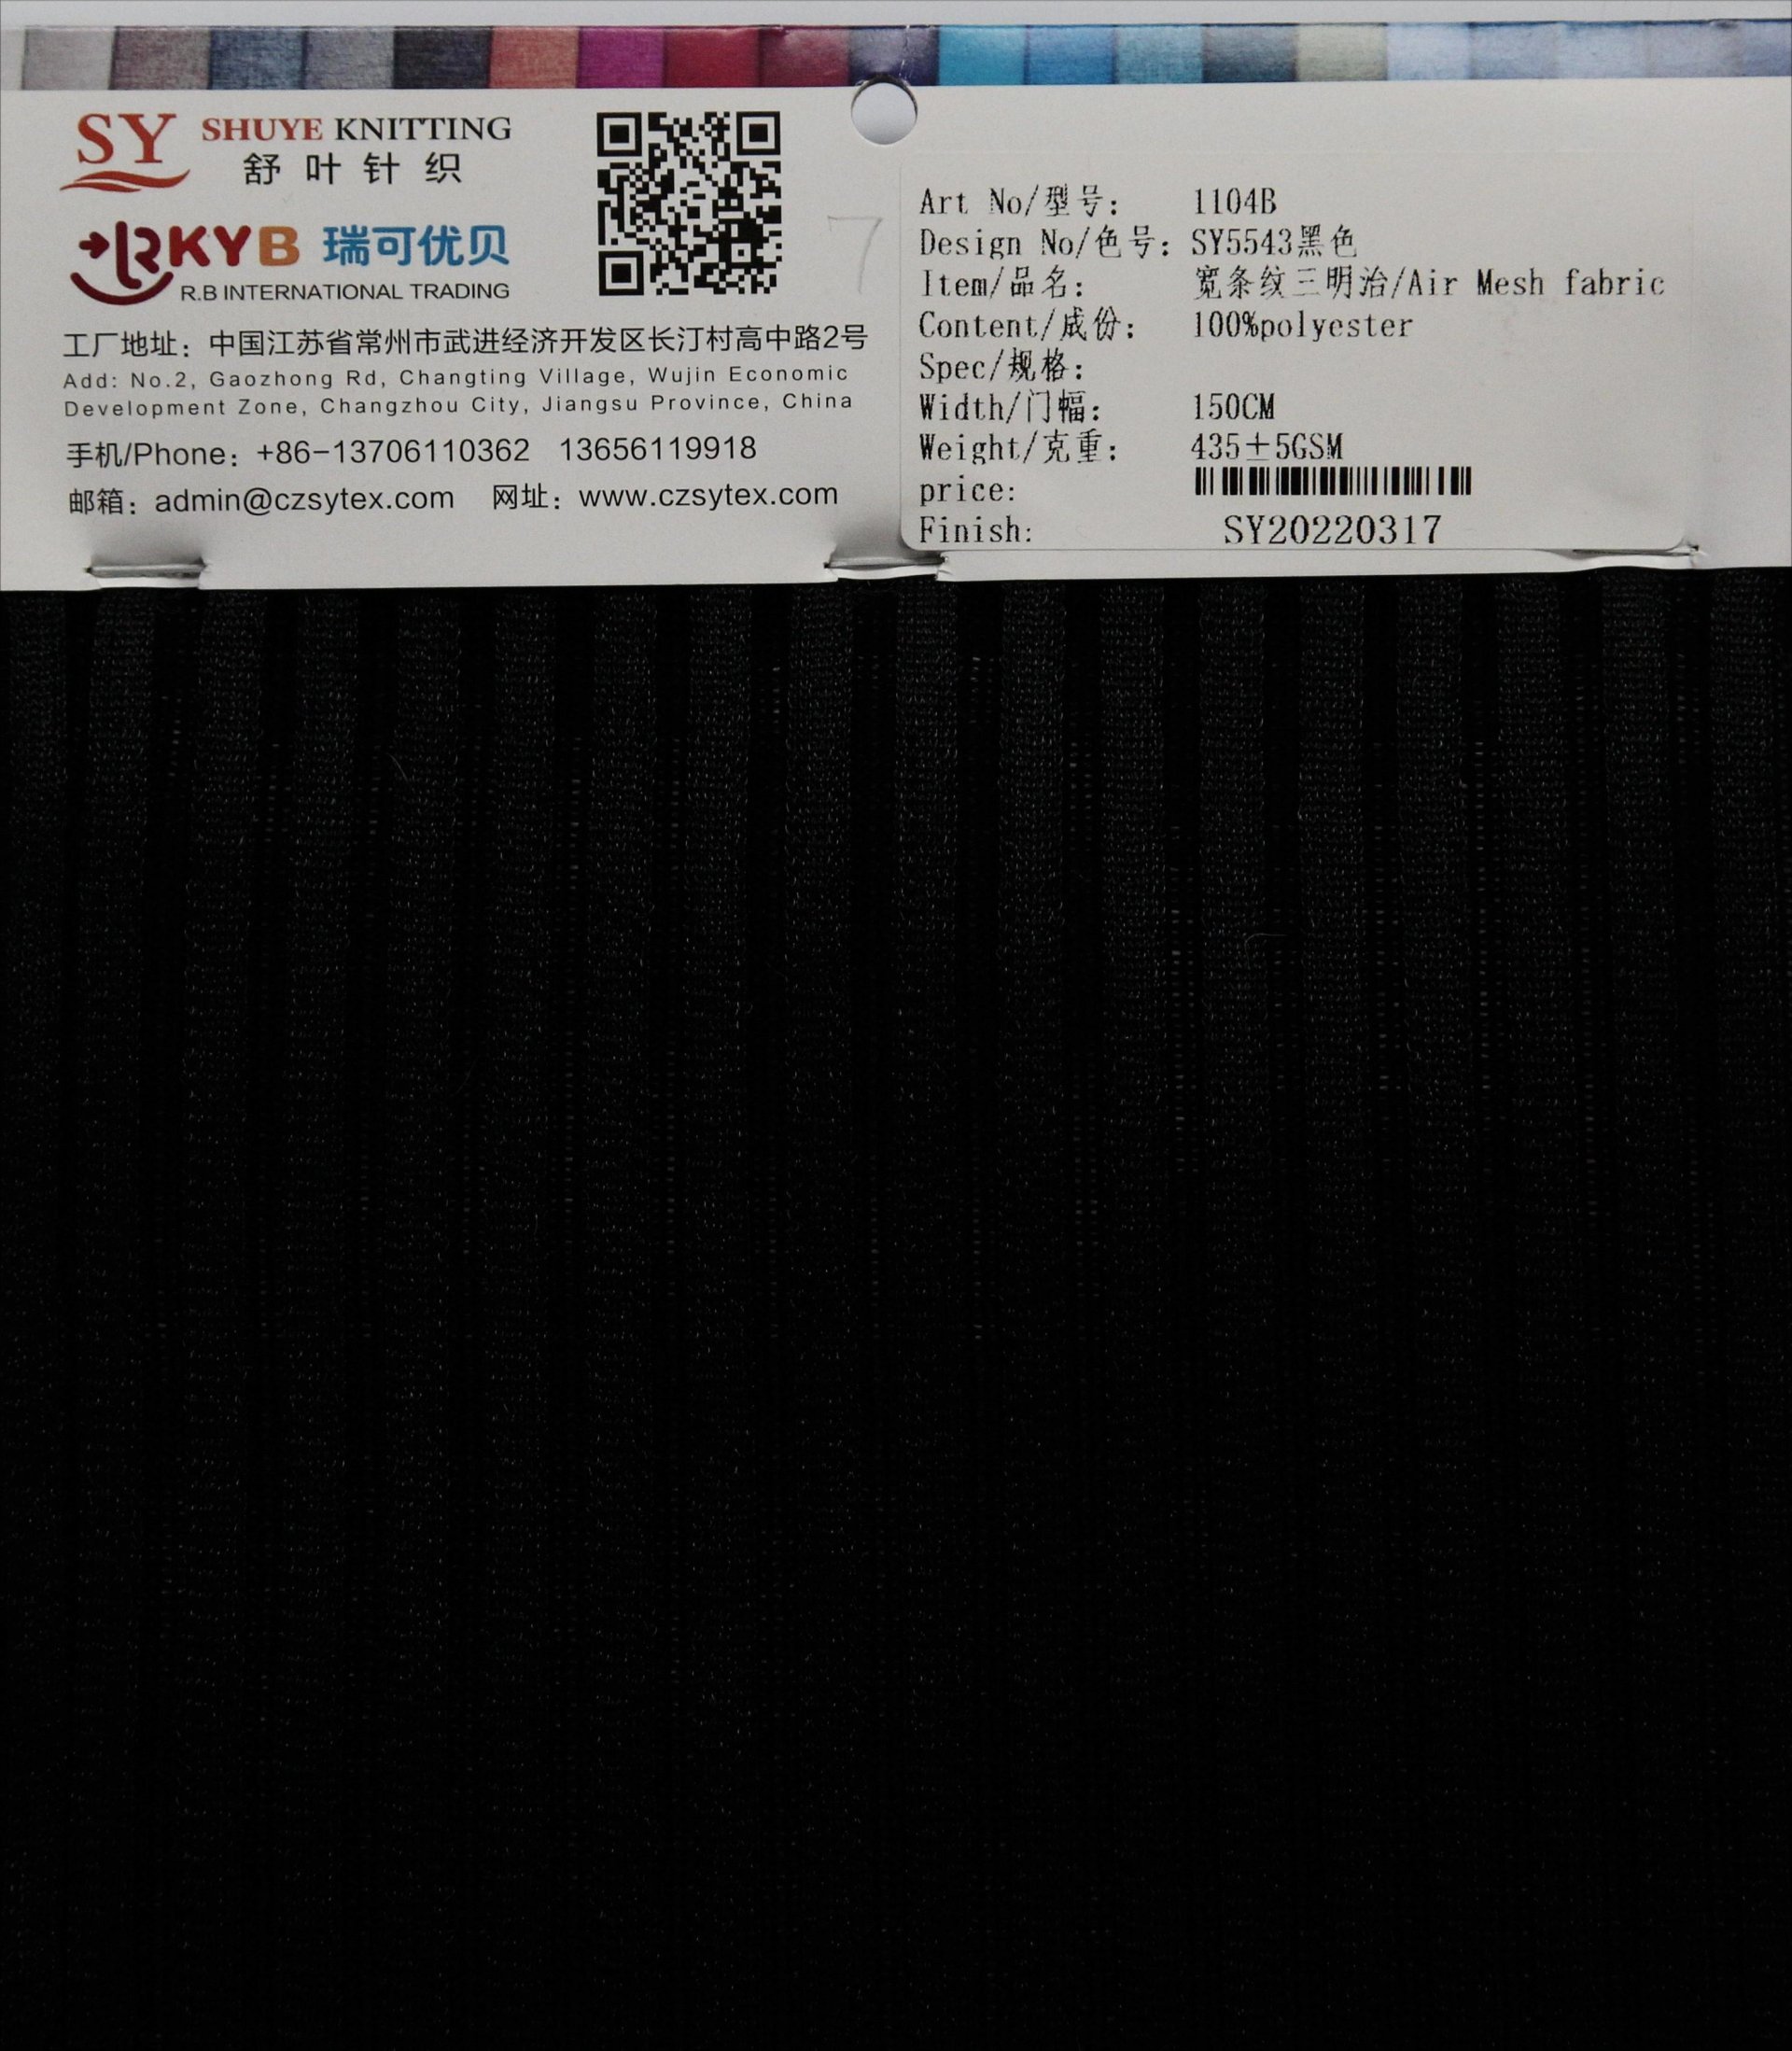 SY SHUYE KNITTING
舒叶针织
RKYB 瑞可优贝
R.B INTERNATIONAL TRADING
工厂地址：中国江苏省常州市武进经济开发区长汀村高中路2号
Add: No.2, Gaozhong Rd, Changting Village, Wujin Economic
Development Zone, Changzhou City, Jiangsu Province, China
手机/Phone：+86-13706110362 13656119918
邮箱：admin@czsytex.com 网址：www.czsytex.com
7
Art No/型号： 1104B
Design No/色号：SY5543黑色
Item/品名： 宽条纹三明治/Air Mesh fabric
Content/成份： 100%polyester
Spec/规格：
Width/门幅： 150CM
Weight/克重： 435±5GSM
price:
Finish: SY20220317